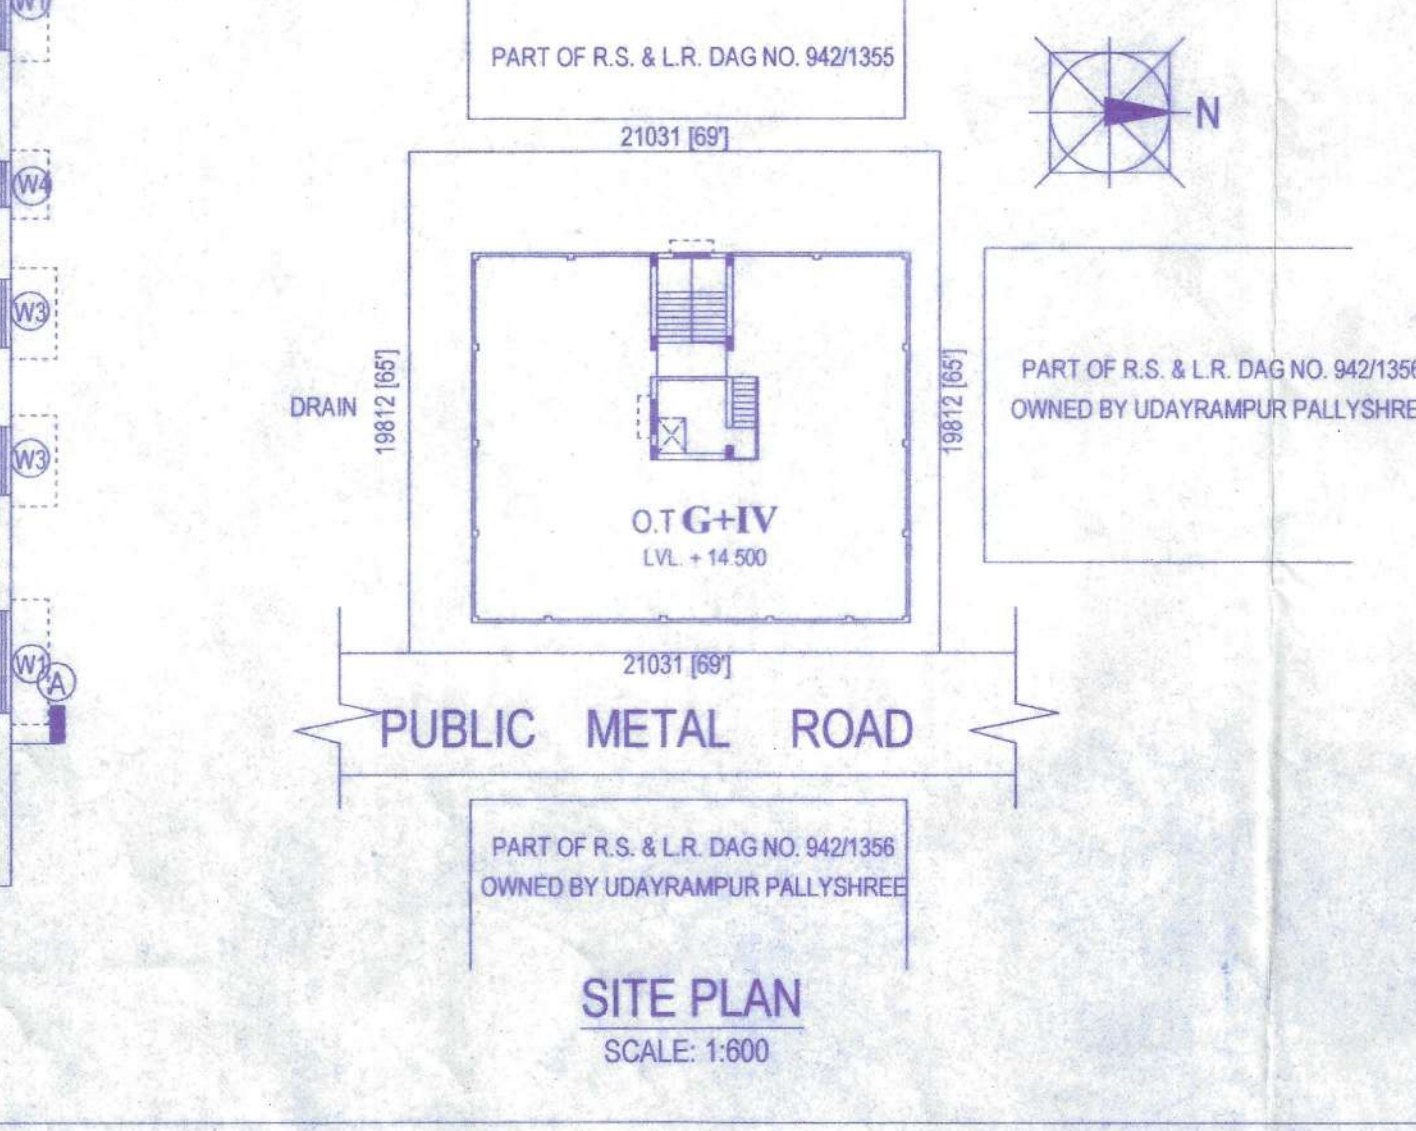 W1
PART OF R.S. & L.R. DAG NO. 942/1355
N
21031 [69']
W4
W3
19812 [65']
19812 [65']
PART OF R.S. & L.R. DAG NO. 942/1356
DRAIN
OWNED BY UDAYRAMPUR PALLYSHRE
W3
O.T G+IV
LVL. + 14.500
W1
A
21031 [69']
PUBLIC METAL ROAD
PART OF R.S. & L.R. DAG NO. 942/1356
OWNED BY UDAYRAMPUR PALLYSHREE
SITE PLAN
SCALE: 1:600